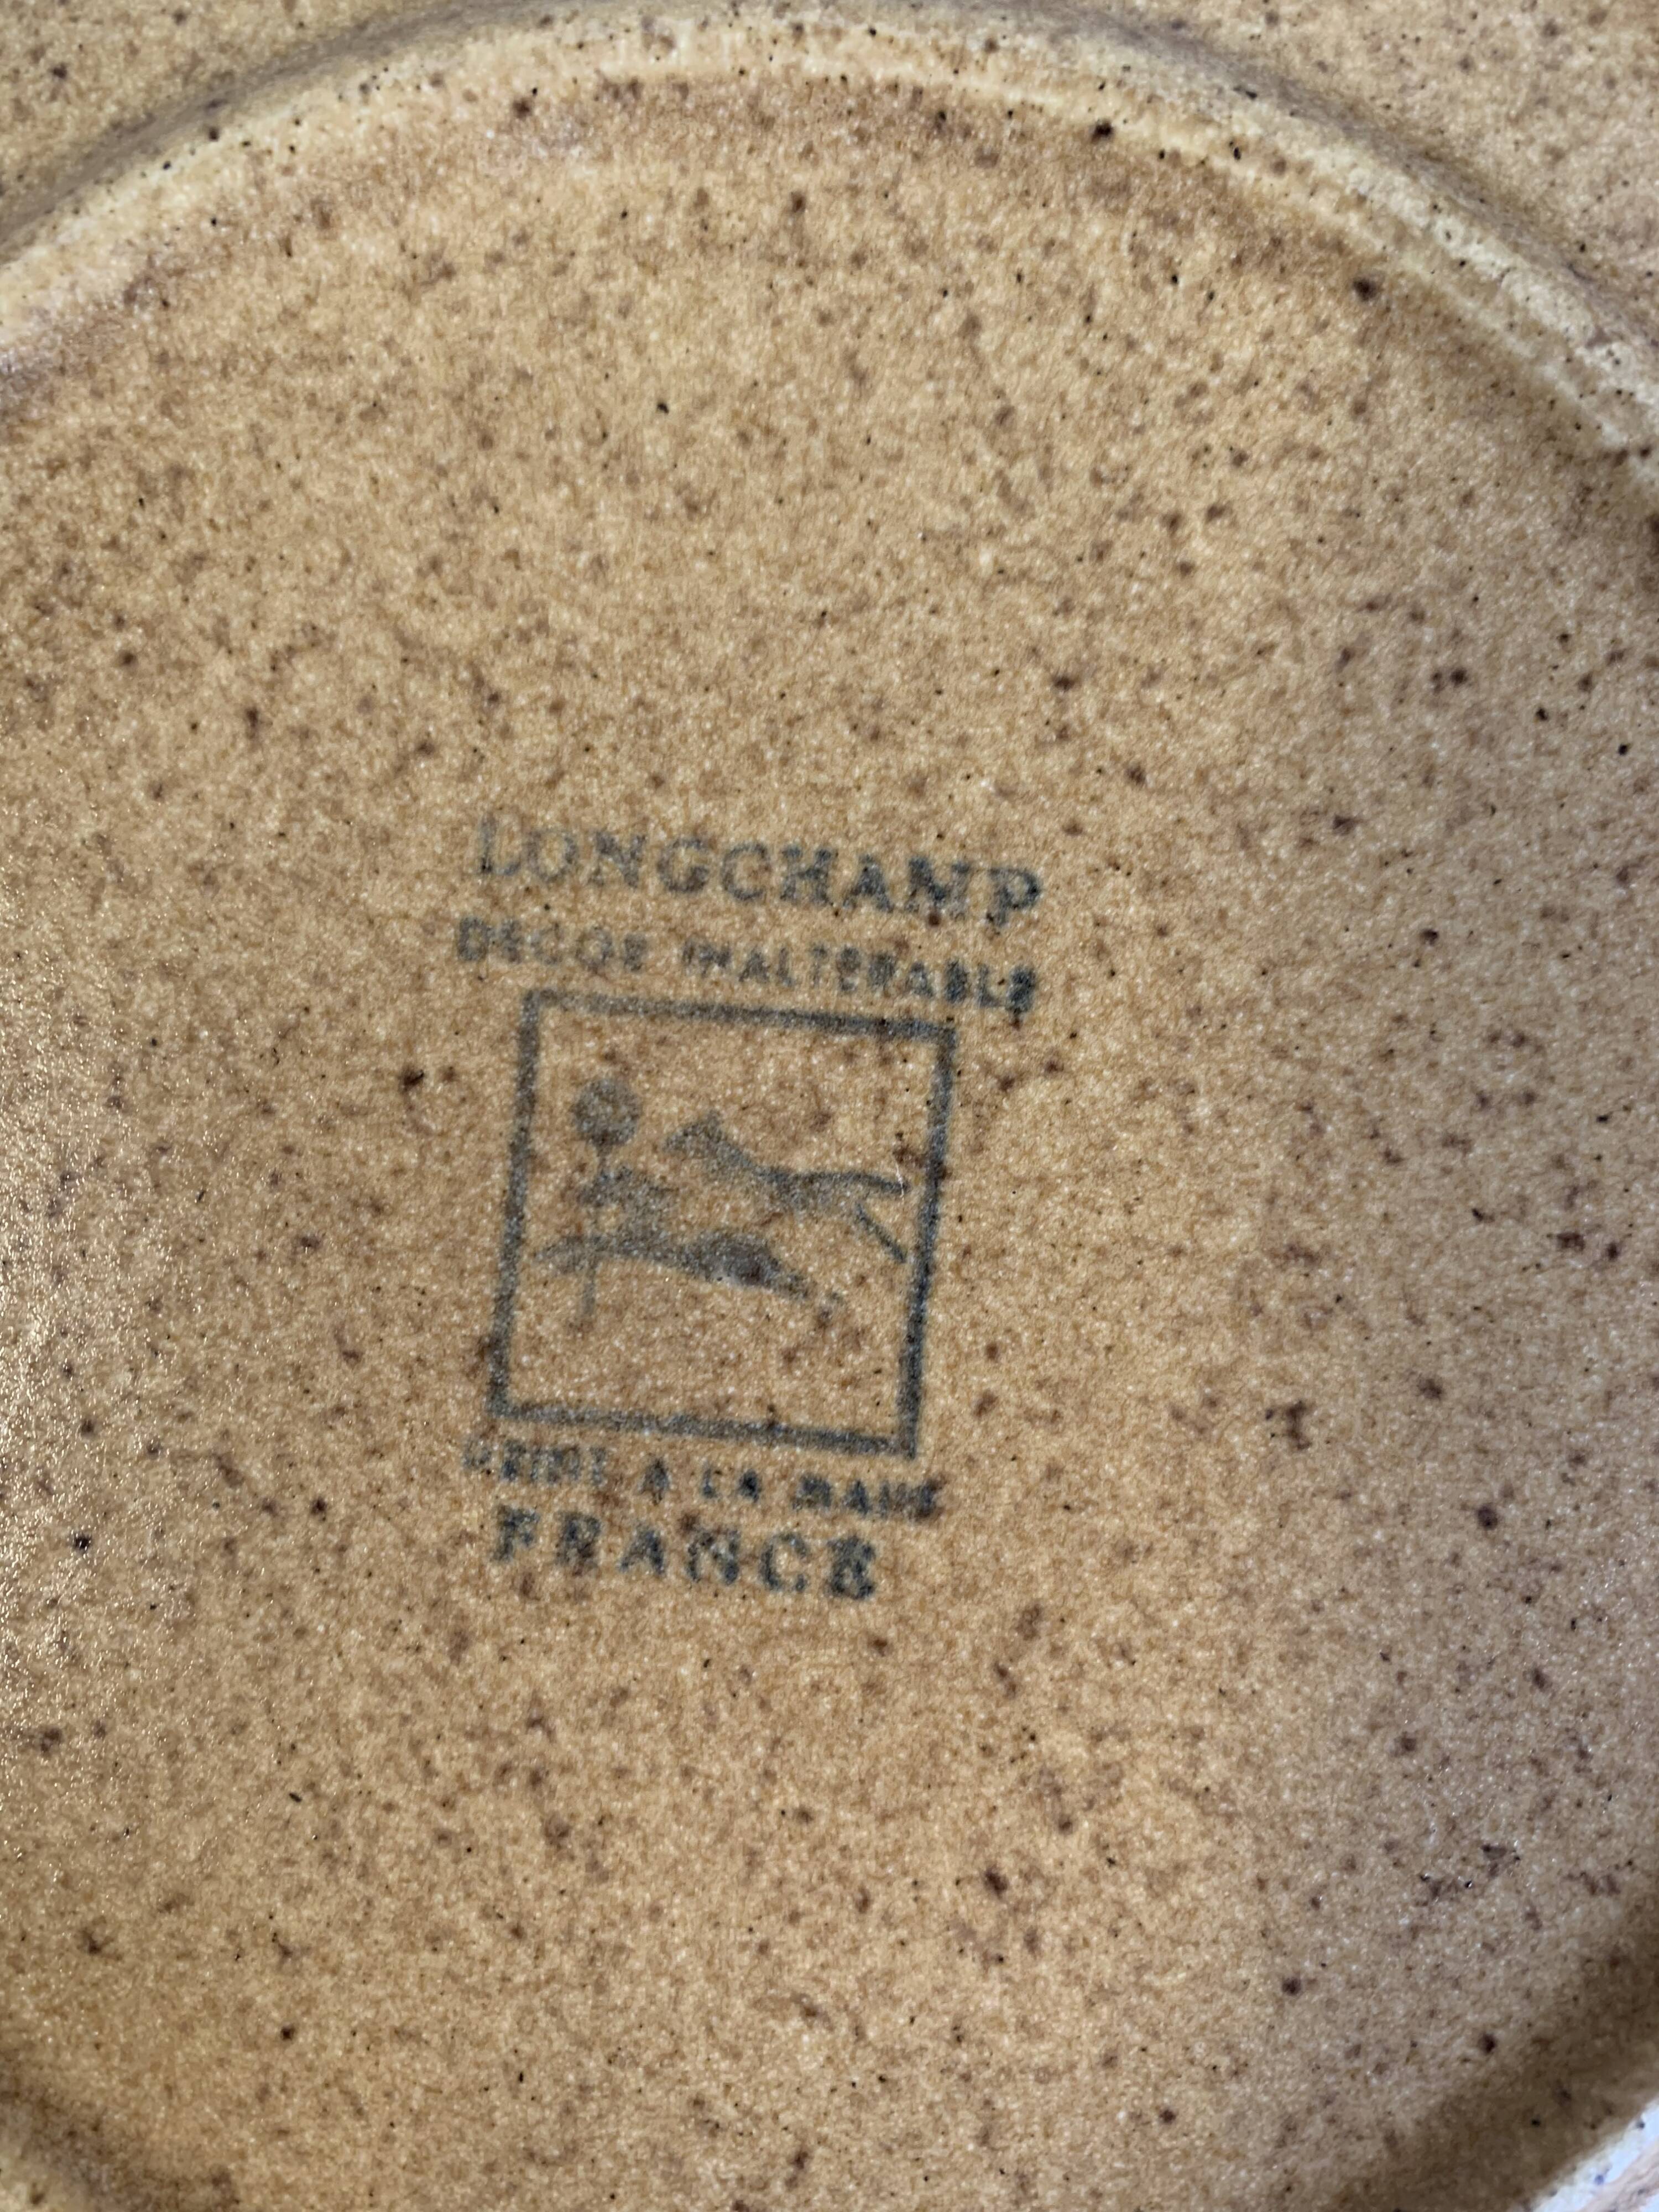 LONGCHAMP
DECOR INALTERABLE
PEINT A LA MAIN
FRANCE